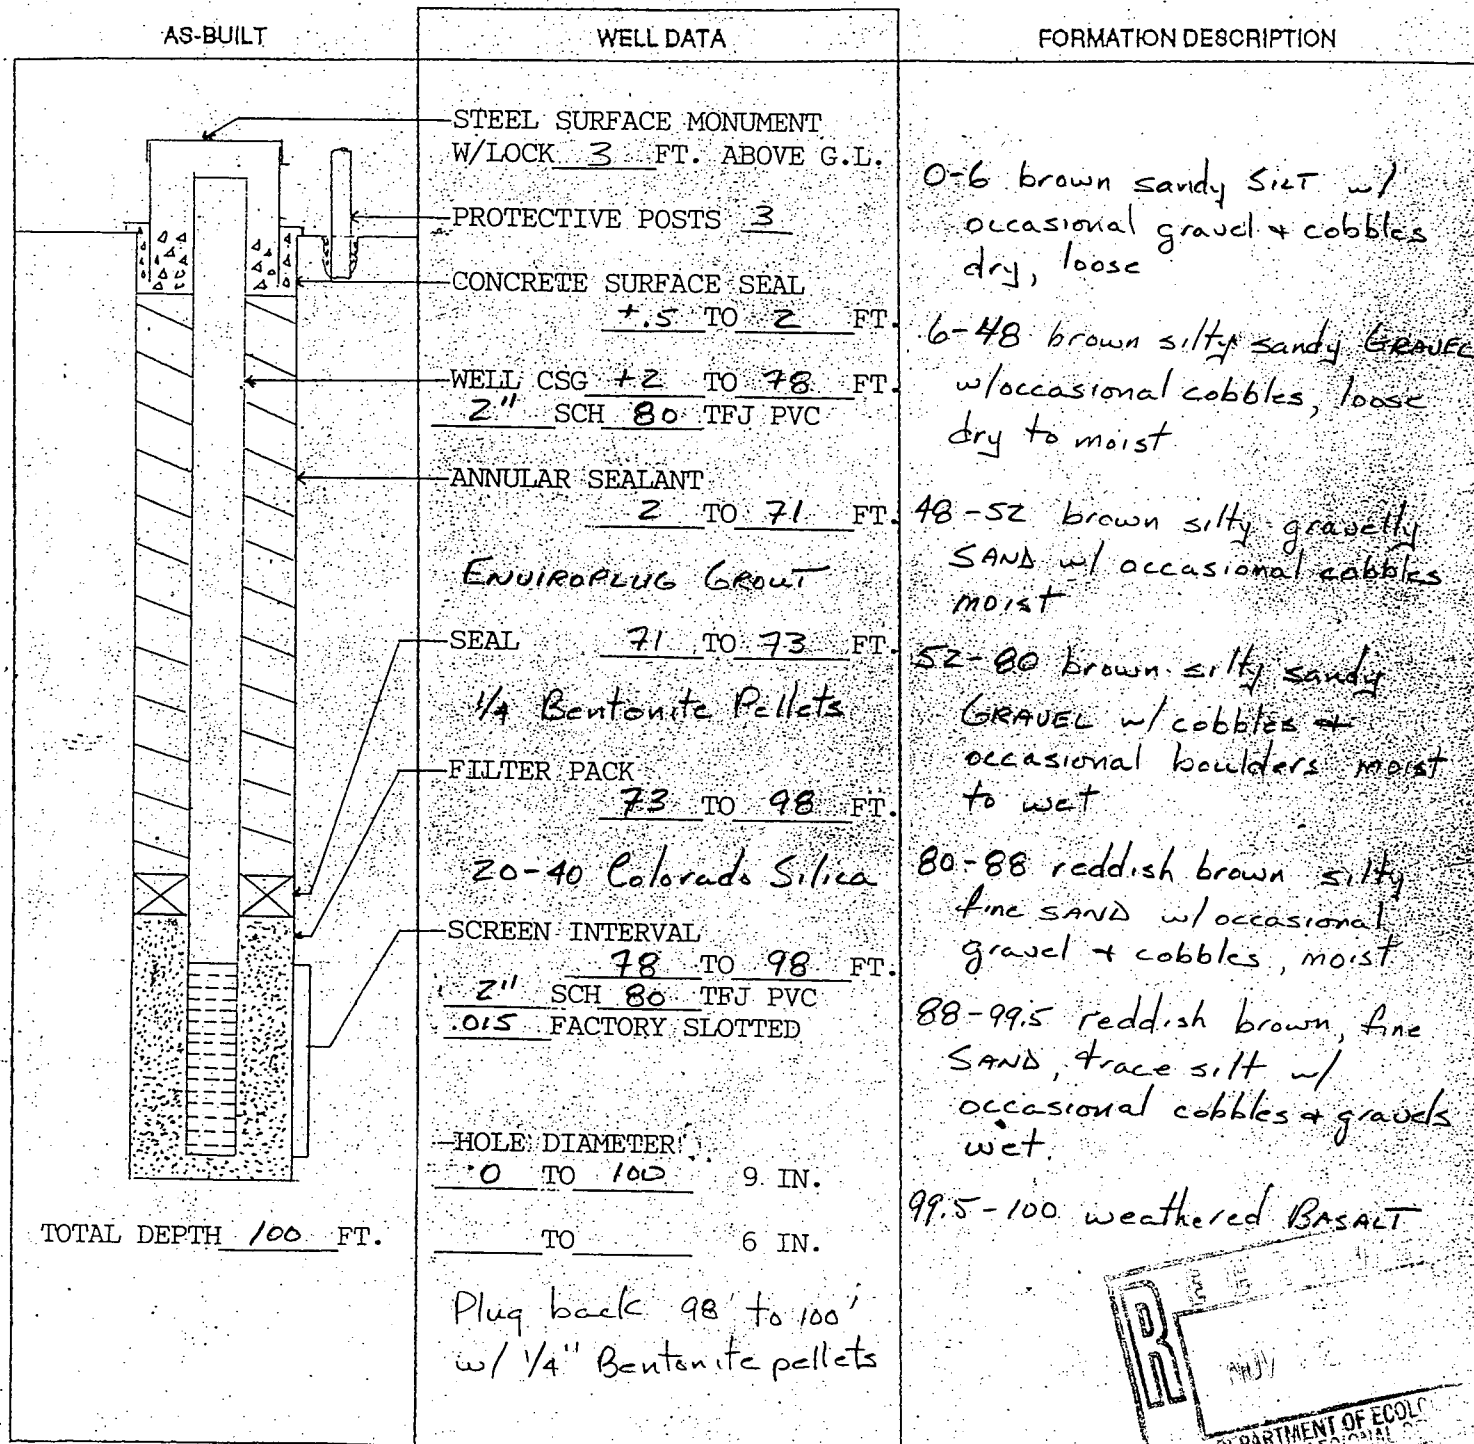 AS-BUILT
WELL DATA
FORMATION DESCRIPTION
STEEL SURFACE MONUMENT
W/LOCK 3 FT. ABOVE G.L.
PROTECTIVE POSTS 3
CONCRETE SURFACE SEAL
+.5 TO 2 FT.
WELL CSG +2 TO 78 FT.
2" SCH 80 TFJ PVC
ANNULAR SEALANT
2 TO 71 FT.
ENVIROPLUG GROUT
SEAL 71 TO 73 FT.
1/4 Bentonite Pellets
FILTER PACK
73 TO 98 FT.
20-40 Colorado Silica
SCREEN INTERVAL
78 TO 98 FT.
2" SCH 80 TFJ PVC
.015 FACTORY SLOTTED
HOLE DIAMETER
0 TO 100 9 IN.
TO 6 IN.
Plug back 98' to 100'
w/ 1/4" Bentonite pellets
0-6 brown sandy SILT w/
occasional gravel + cobbles
dry, loose
6-48 brown silty sandy GRAVEL
w/occasional cobbles, loose
dry to moist
48-52 brown silty gravelly
SAND w/ occasional cobbles
moist
52-80 brown silty sandy
GRAVEL w/ cobbles +
occasional boulders moist
to wet
80-88 reddish brown silty
fine SAND w/occasional
gravel + cobbles, moist
88-99.5 reddish brown, fine
SAND, trace silt w/
occasional cobbles + gravels
wet.
99.5-100 weathered BASALT
TOTAL DEPTH 100 FT.
R
NOV
PARTMENT OF ECOLO